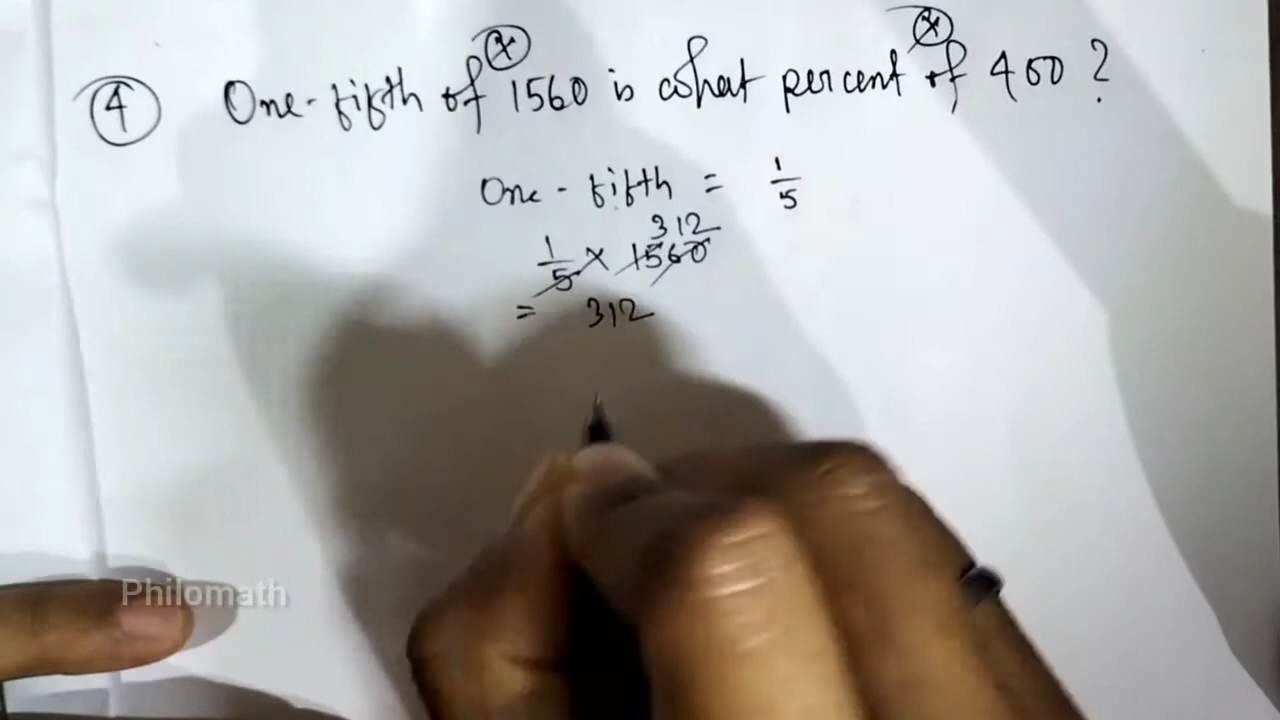 (×) (×)
(4) One-fifth of 1560 is what percent of 400 ?
One-fifth = 1/5
312
1/5 × 1560
= 312
Philomath